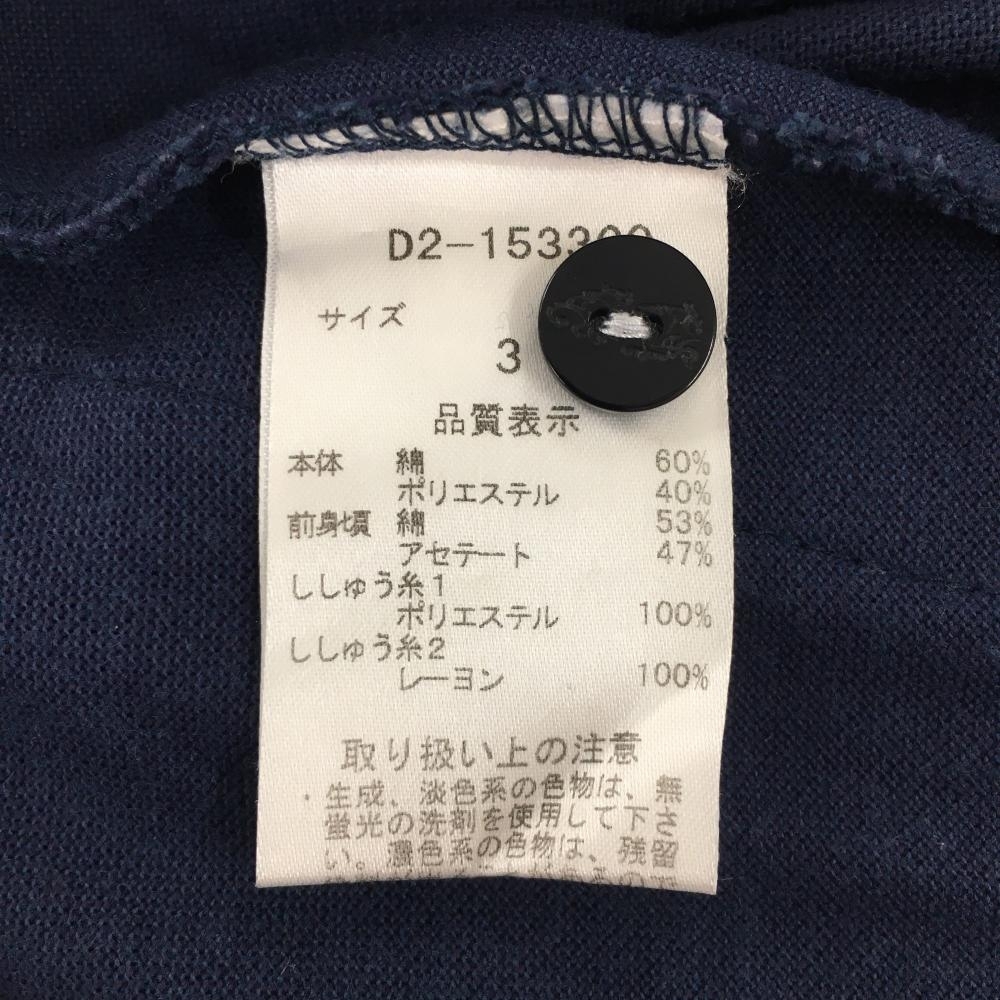 D2-1533
サイズ
3
品質表示
本体 綿 60%
ポリエステル 40%
前身頃 綿 53%
アセテート 47%
ししゅう糸1
ポリエステル 100%
ししゅう糸2
レーヨン 100%
取り扱い上の注意
・生成、淡色系の色物は、無
蛍光の洗剤を使用して下さ
い。濃色系の色物は、残留